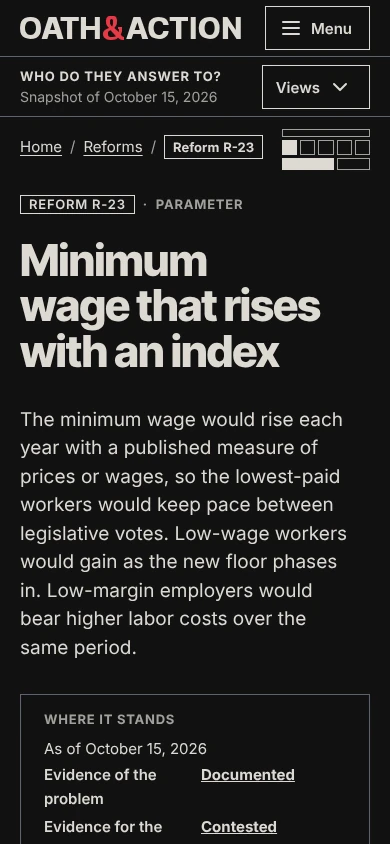 OATH&ACTION
Menu
WHO DO THEY ANSWER TO?
Snapshot of October 15, 2026
Views
Home / Reforms / Reform R-23
REFORM R-23 · PARAMETER
Minimum
wage that rises
with an index
The minimum wage would rise each
year with a published measure of
prices or wages, so the lowest-paid
workers would keep pace between
legislative votes. Low-wage workers
would gain as the new floor phases
in. Low-margin employers would
bear higher labor costs over the
same period.
WHERE IT STANDS
As of October 15, 2026
Evidence of the problem Documented
Evidence for the Contested